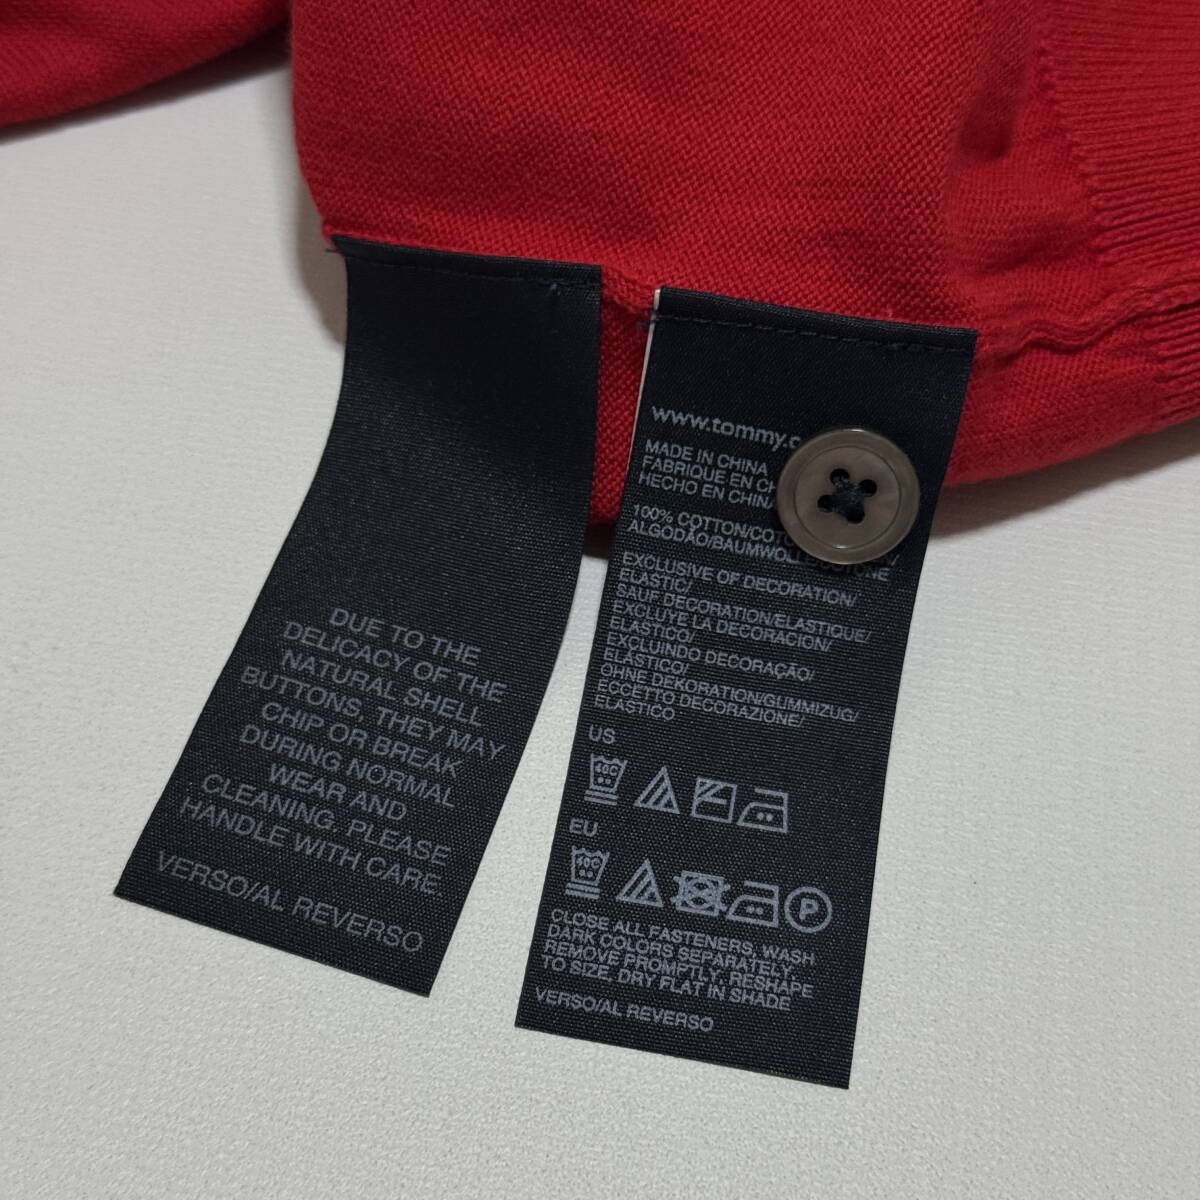 DUE TO THE
DELICACY OF THE
NATURAL SHELL
BUTTONS, THEY MAY
CHIP OR BREAK
DURING NORMAL
WEAR AND
CLEANING. PLEASE
HANDLE WITH CARE.
VERSO/AL REVERSO
www.tommy.c
MADE IN CHINA
FABRIQUE EN CH
HECHO EN CHINA
100% COTTON/COTO
ALGODÃO/BAUMWOLLE/COTONE
EXCLUSIVE OF DECORATION/
ELASTIC/
SAUF DECORATION/ELASTIQUE/
EXCLUYE LA DECORACION/
ELASTICO/
EXCLUINDO DECORAÇÃO/
ELÁSTICO/
OHNE DEKORATION/GUMMIZUG/
ECCETTO DECORAZIONE/
ELASTICO
US
40C
EU
40C
P
CLOSE ALL FASTENERS, WASH
DARK COLORS SEPARATELY,
REMOVE PROMPTLY, RESHAPE
TO SIZE, DRY FLAT IN SHADE
VERSO/AL REVERSO